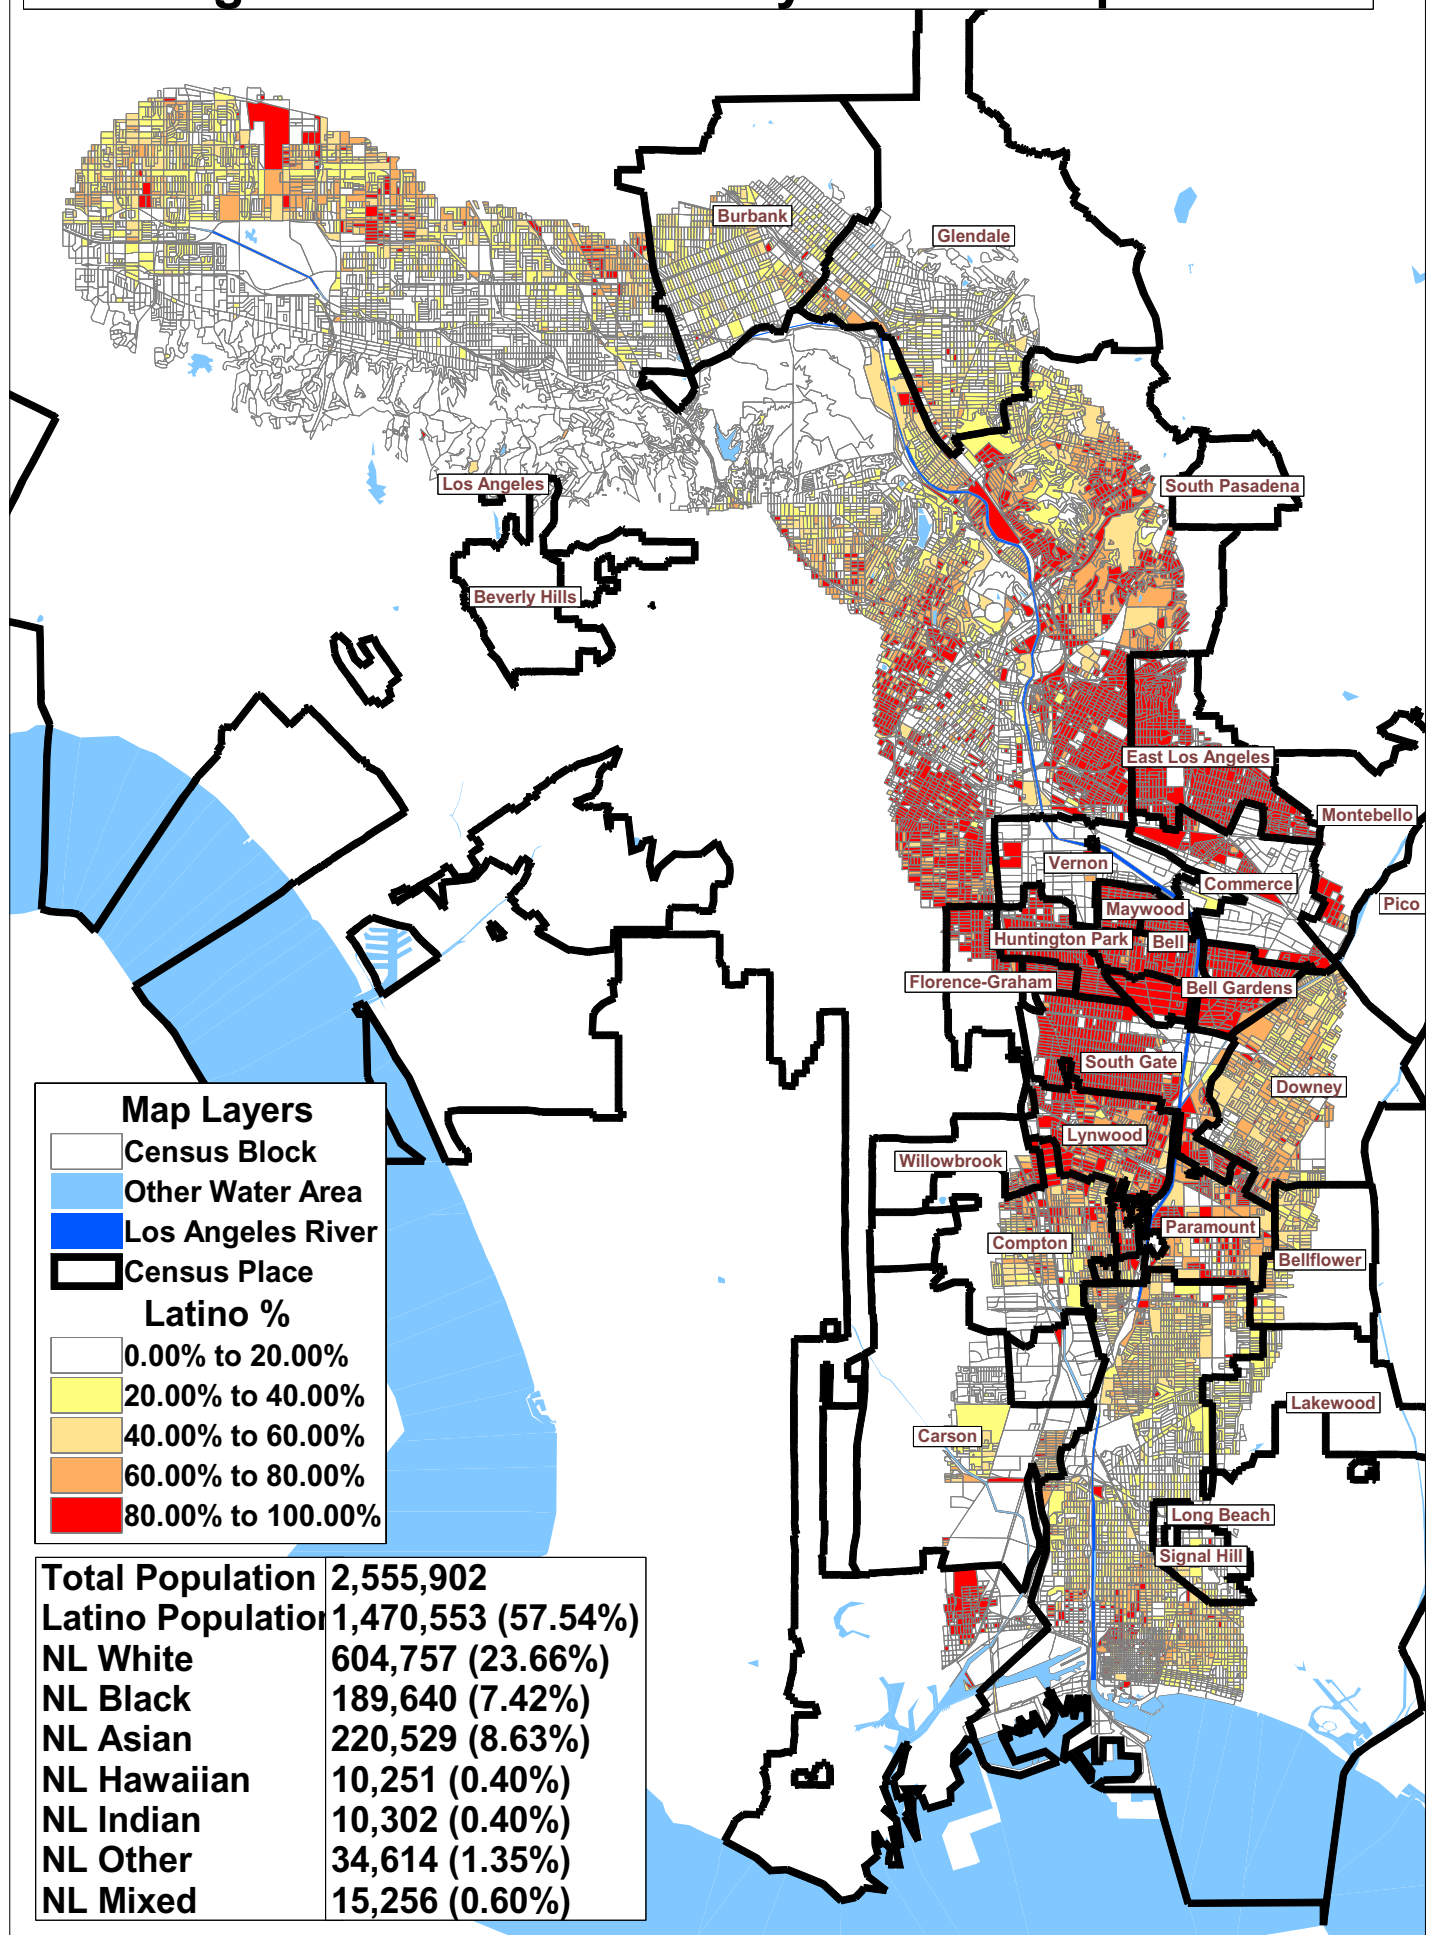 Burbank
Glendale
Los Angeles
South Pasadena
Beverly Hills
East Los Angeles
Montebello
Vernon
Commerce
Pico
Maywood
Huntington Park
Bell
Florence-Graham
Bell Gardens
South Gate
Downey
Lynwood
Willowbrook
Paramount
Compton
Bellflower
Lakewood
Carson
Long Beach
Signal Hill
Map Layers
Census Block
Other Water Area
Los Angeles River
Census Place
Latino %
0.00% to 20.00%
20.00% to 40.00%
40.00% to 60.00%
60.00% to 80.00%
80.00% to 100.00%
Total Population 2,555,902
Latino Population 1,470,553 (57.54%)
NL White 604,757 (23.66%)
NL Black 189,640 (7.42%)
NL Asian 220,529 (8.63%)
NL Hawaiian 10,251 (0.40%)
NL Indian 10,302 (0.40%)
NL Other 34,614 (1.35%)
NL Mixed 15,256 (0.60%)